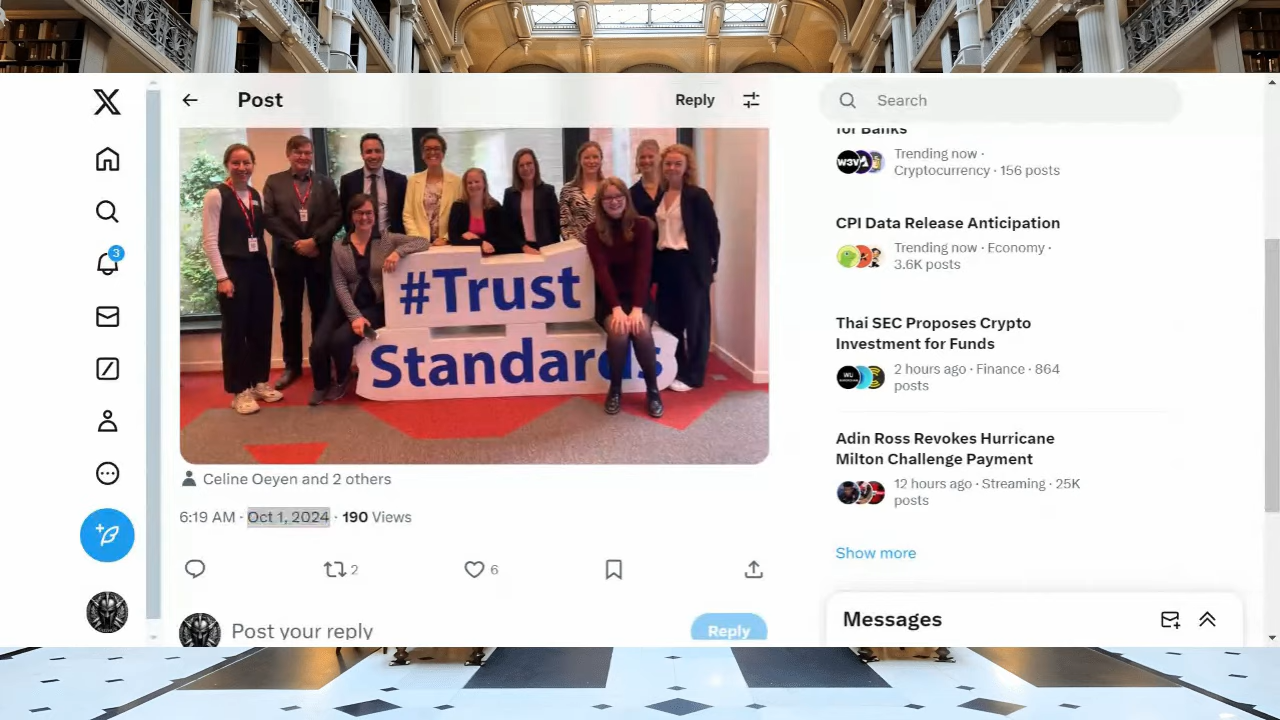 Post
Reply
Search
for Banks
Trending now ·
Cryptocurrency · 156 posts
CPI Data Release Anticipation
Trending now · Economy ·
3.6K posts
Thai SEC Proposes Crypto
Investment for Funds
2 hours ago · Finance · 864
posts
Adin Ross Revokes Hurricane
Milton Challenge Payment
12 hours ago · Streaming · 25K
posts
Show more
Messages
3
#Trust
Standards
Celine Oeyen and 2 others
6:19 AM · Oct 1, 2024 · 190 Views
2
6
Post your reply
Reply